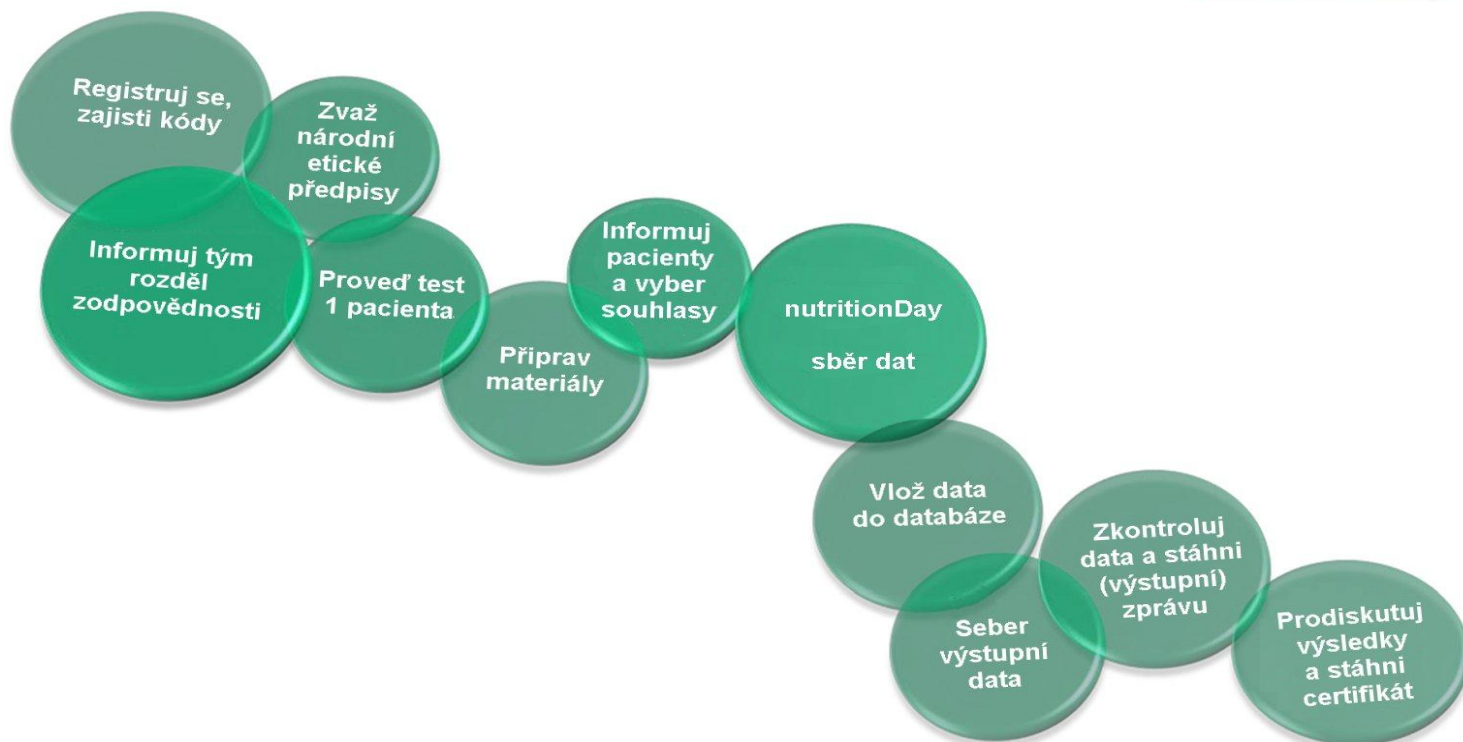 Registruj se,
zajisti kódy
Zvaž
národní
etické
předpisy
Informuj tým
rozděl
zodpovědnosti
Proveď test
1 pacienta
Připrav
materiály
Informuj
pacienty
a vyber
souhlasy
nutritionDay
sběr dat
Vlož data
do databáze
Seber
výstupní
data
Zkontroluj
data a stáhni
(výstupní)
zprávu
Prodiskutuj
výsledky
a stáhni
certifikát